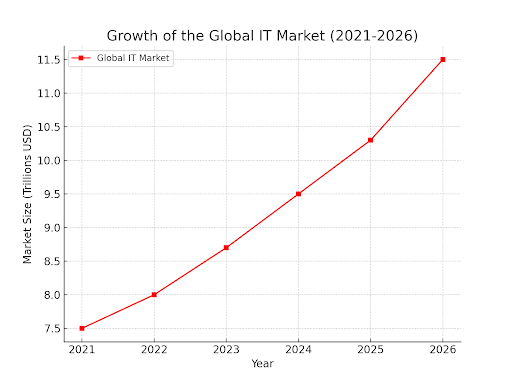 Growth of the Global IT Market (2021-2026)
Global IT Market
Market Size (Trillions USD)
11.5
11.0
10.5
10.0
9.5
9.0
8.5
8.0
7.5
2021 2022 2023 2024 2025 2026
Year